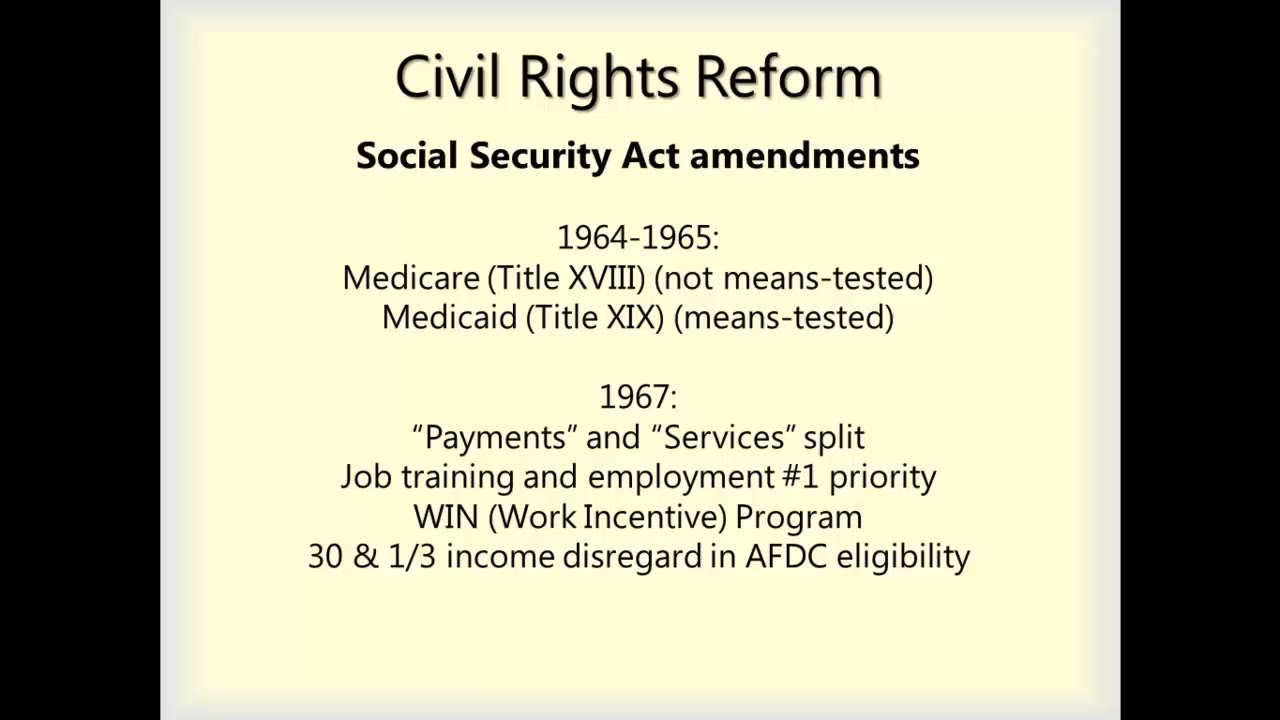 Civil Rights Reform
Social Security Act amendments
1964-1965:
Medicare (Title XVIII) (not means-tested)
Medicaid (Title XIX) (means-tested)
1967:
“Payments” and “Services” split
Job training and employment #1 priority
WIN (Work Incentive) Program
30 & 1/3 income disregard in AFDC eligibility